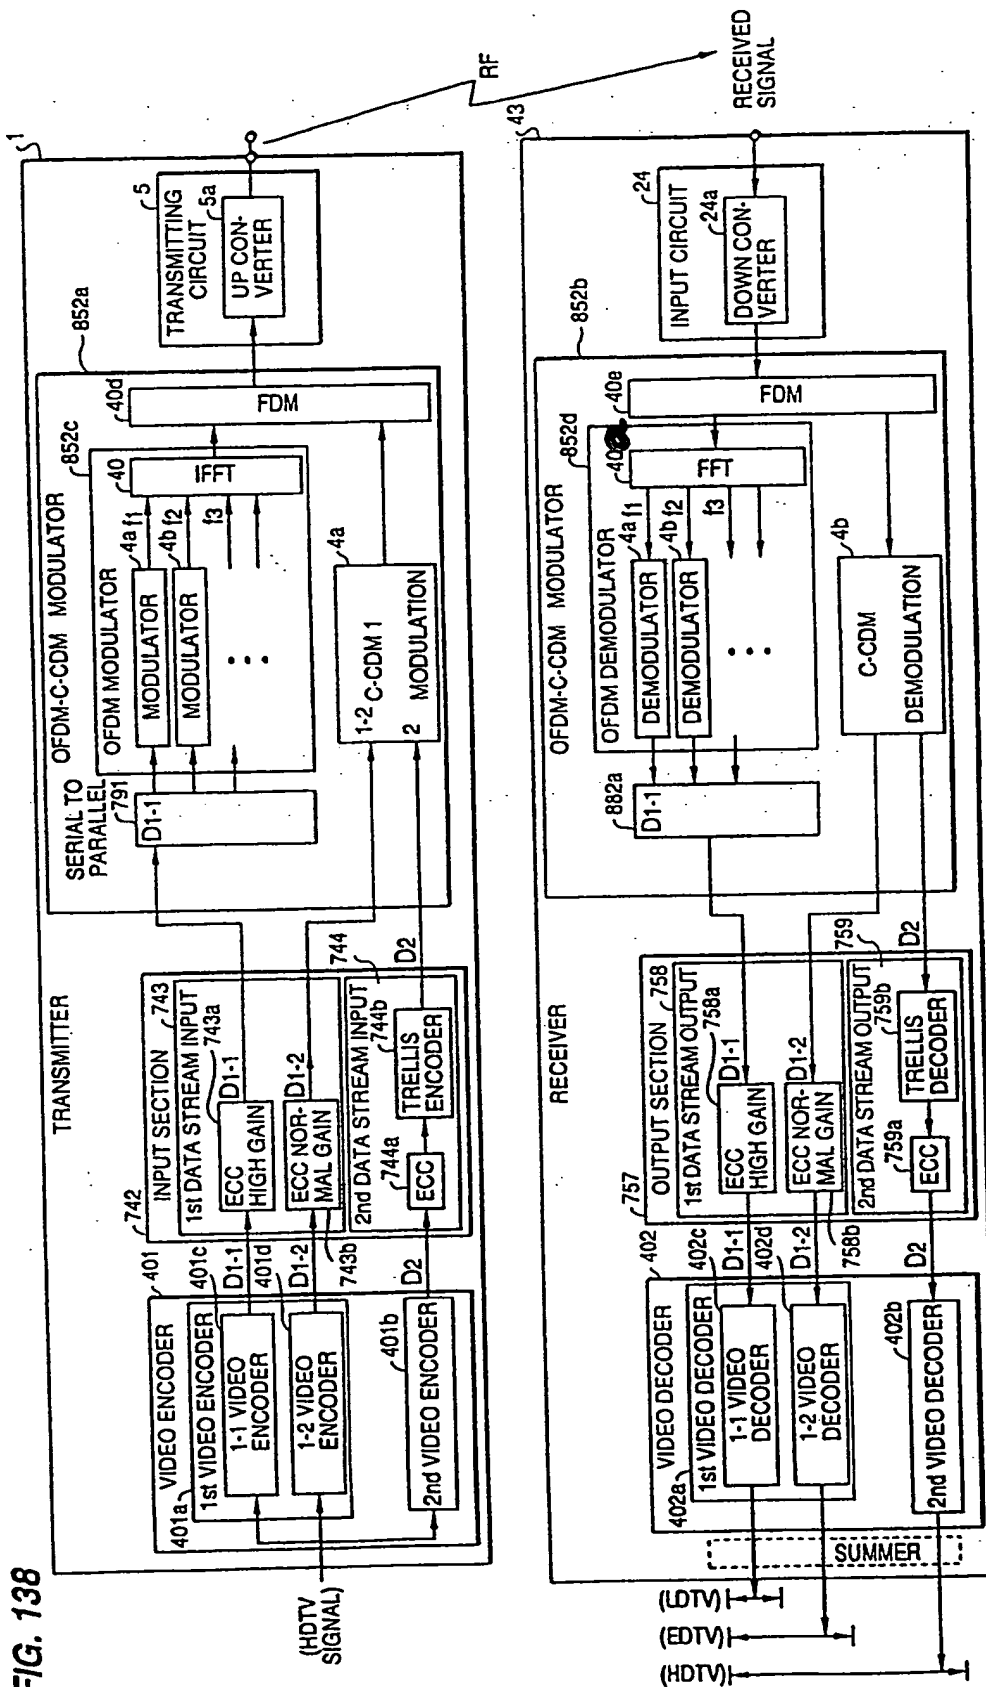 FIG. 138
TRANSMITTER
1
(HDTV
SIGNAL)
401
VIDEO ENCODER
401a
1st VIDEO ENCODER
401c
1-1 VIDEO
ENCODER
D1-1
401d
1-2 VIDEO
ENCODER
D1-2
401b
2nd VIDEO ENCODER
D2
742
INPUT SECTION
743
1st DATA STREAM INPUT
743a
ECC
HIGH GAIN
D1-1
ECC NOR-
MAL GAIN
743b
D1-2
744
2nd DATA STREAM INPUT
744a
ECC
744b
TRELLIS
ENCODER
D2
852a
OFDM-C-CDM MODULATOR
SERIAL TO
PARALLEL
791
D1-1
852c
OFDM MODULATOR
4a
MODULATOR
f1
4b
MODULATOR
f2
f3
40
IFFT
40d
FDM
4a
1-2
C-CDM 1
2
MODULATION
5
TRANSMITTING
CIRCUIT
5a
UP CON-
VERTER
RF
RECEIVED
SIGNAL
RECEIVER
43
24
INPUT CIRCUIT
24a
DOWN CON-
VERTER
852b
OFDM-C-CDM MODULATOR
40e
FDM
852d
OFDM DEMODULATOR
40
FFT
4a
f1
DEMODULATOR
4b
f2
DEMODULATOR
f3
882a
D1-1
4b
C-CDM
DEMODULATION
757
OUTPUT SECTION
758
1st DATA STREAM OUTPUT
758a
ECC
HIGH GAIN
D1-1
ECC NOR-
MAL GAIN
758b
D1-2
759
2nd DATA STREAM OUTPUT
759a
ECC
759b
TRELLIS
DECODER
D2
402
VIDEO DECODER
402a
1st VIDEO DECODER
402c
1-1 VIDEO
DECODER
D1-1
402d
1-2 VIDEO
DECODER
D1-2
402b
2nd VIDEO DECODER
D2
SUMMER
(LDTV)
(EDTV)
(HDTV)